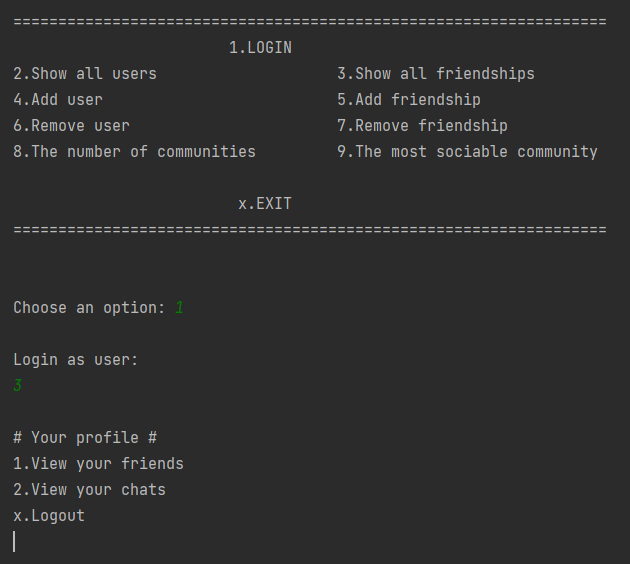 ==================================================================
1.LOGIN
2.Show all users 3.Show all friendships
4.Add user 5.Add friendship
6.Remove user 7.Remove friendship
8.The number of communities 9.The most sociable community
x.EXIT
==================================================================
Choose an option: 1
Login as user:
3
# Your profile #
1.View your friends
2.View your chats
x.Logout